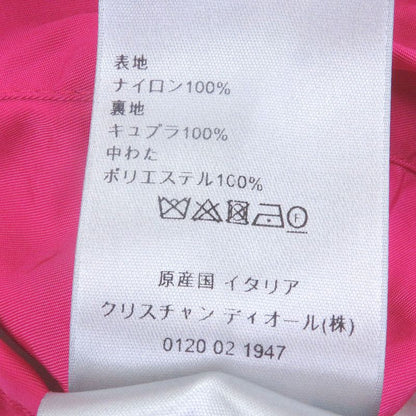 表地
ナイロン100%
裏地
キュプラ100%
中わた
ポリエステル100%
F
原産国 イタリア
クリスチャン ディオール(株)
0120 02 1947